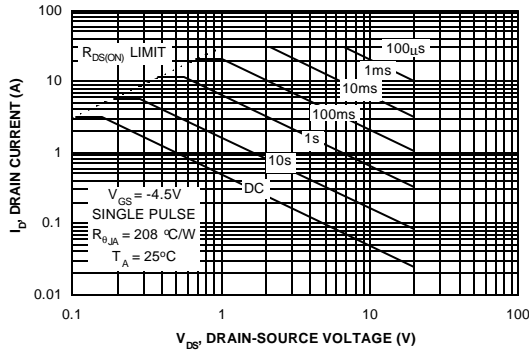 100
R_DS(ON) LIMIT
100µs
1ms
10
10ms
100ms
1s
1
10s
DC
V_GS = -4.5V
SINGLE PULSE
R_θJA = 208 °C/W
T_A = 25°C
0.1
0.01
0.1
1
10
100
I_D, DRAIN CURRENT (A)
V_DS, DRAIN-SOURCE VOLTAGE (V)